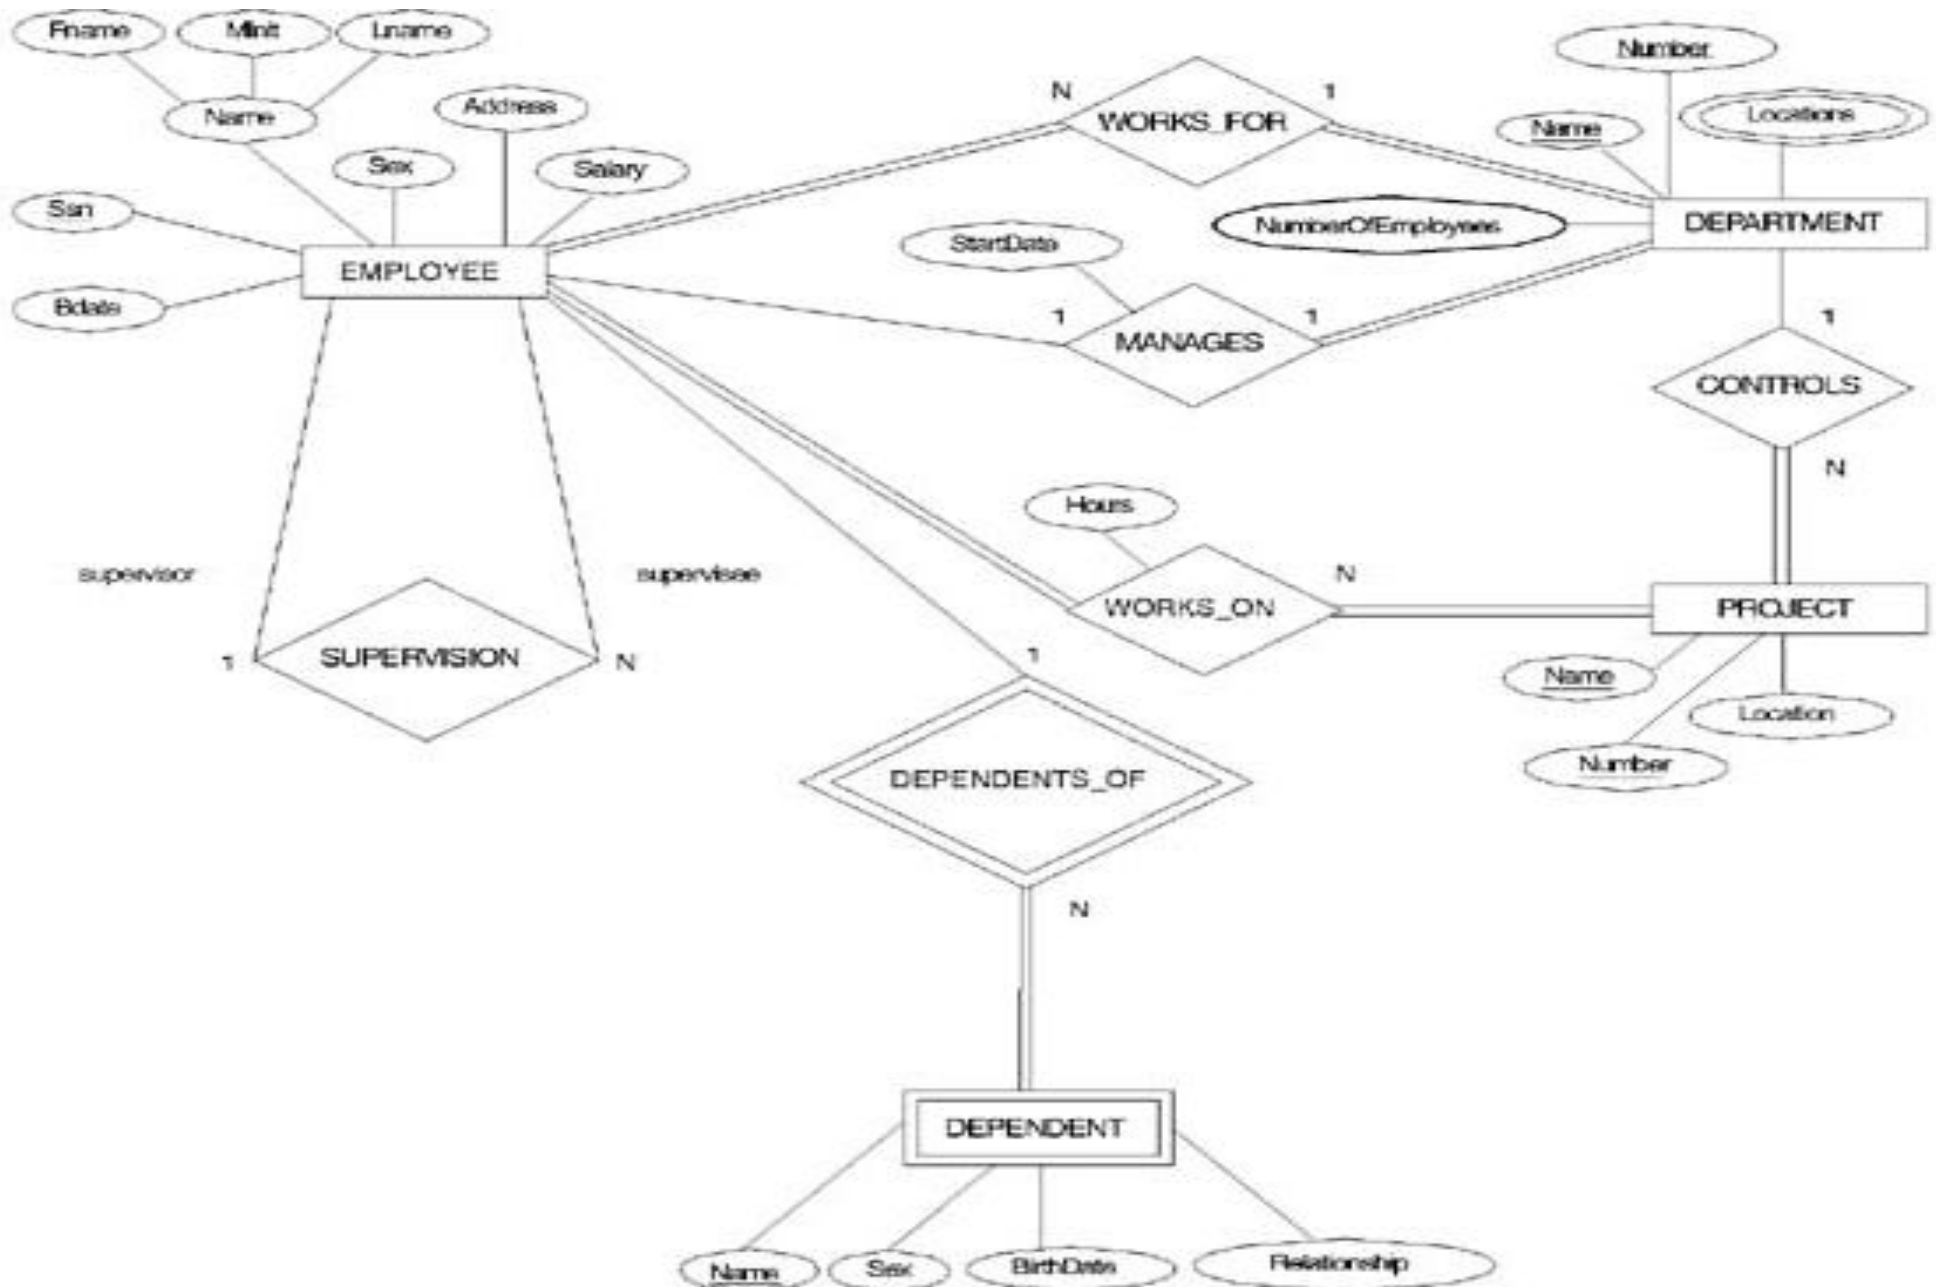 Fname Minit Lname
Number
Name Address
N WORKS_FOR 1
Name Locations
Sex Salary
Ssn
StartDate NumberOfEmployees DEPARTMENT
EMPLOYEE
Bdate
1 MANAGES 1
1
CONTROLS
N
Hours
supervisor supervisee
N
WORKS_ON PROJECT
1 SUPERVISION N
1
Name
Location
Number
DEPENDENTS_OF
N
DEPENDENT
Name Sex BirthDate Relationship